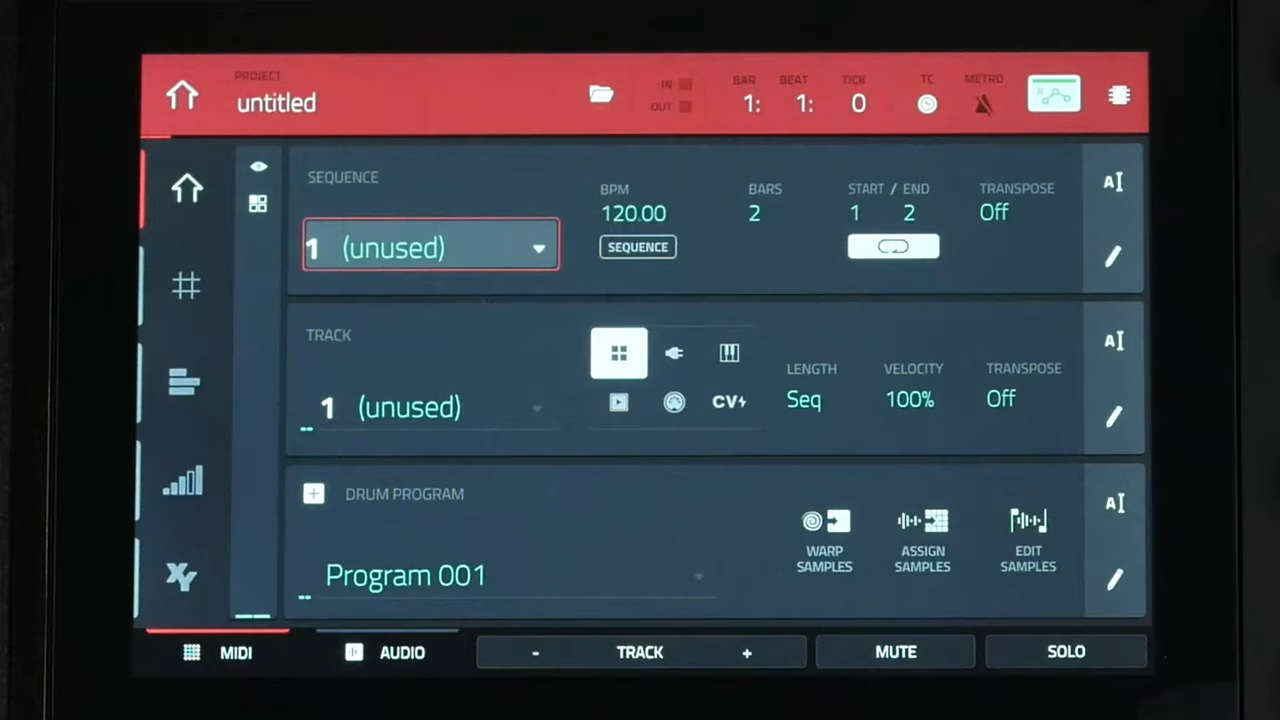 PROJECT
untitled
IN
OUT
BAR BEAT TICK
1: 1: 0
TC
METRO
SEQUENCE
1 (unused)
BPM
120.00
SEQUENCE
BARS
2
START / END
1 2
TRANSPOSE
Off
TRACK
1 (unused)
CV
LENGTH
Seq
VELOCITY
100%
TRANSPOSE
Off
DRUM PROGRAM
Program 001
WARP
SAMPLES
ASSIGN
SAMPLES
EDIT
SAMPLES
XY
MIDI
AUDIO
- TRACK +
MUTE
SOLO